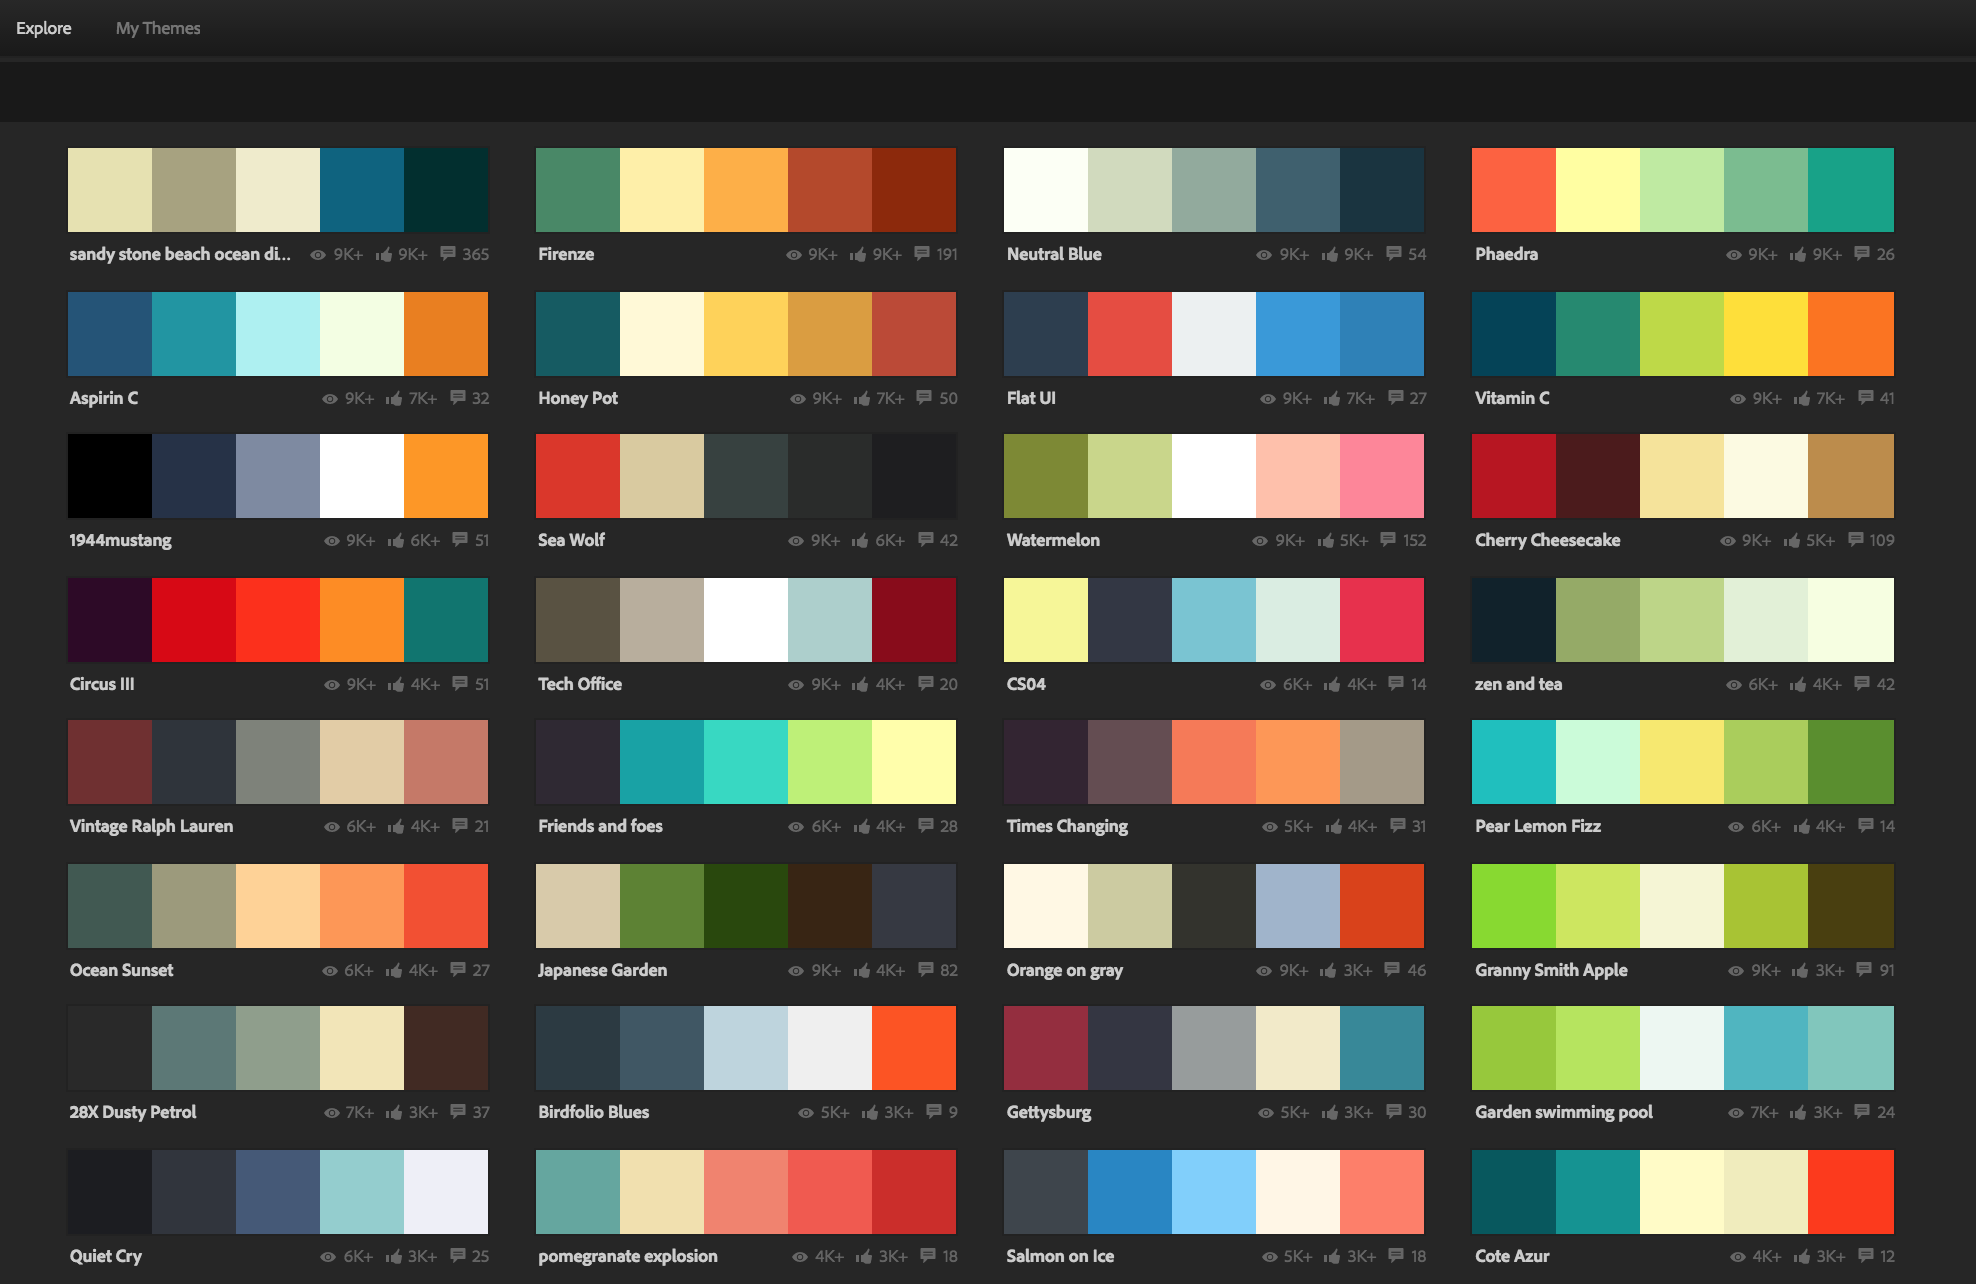 Explore My Themes
sandy stone beach ocean di... 9K+ 9K+ 365 Firenze 9K+ 9K+ 191 Neutral Blue 9K+ 9K+ 54 Phaedra 9K+ 9K+ 26
Aspirin C 9K+ 7K+ 32 Honey Pot 9K+ 7K+ 50 Flat UI 9K+ 7K+ 27 Vitamin C 9K+ 7K+ 41
1944mustang 9K+ 6K+ 51 Sea Wolf 9K+ 6K+ 42 Watermelon 9K+ 5K+ 152 Cherry Cheesecake 9K+ 5K+ 109
Circus III 9K+ 4K+ 51 Tech Office 9K+ 4K+ 20 CS04 6K+ 4K+ 14 zen and tea 6K+ 4K+ 42
Vintage Ralph Lauren 6K+ 4K+ 21 Friends and foes 6K+ 4K+ 28 Times Changing 5K+ 4K+ 31 Pear Lemon Fizz 6K+ 4K+ 14
Ocean Sunset 6K+ 4K+ 27 Japanese Garden 9K+ 4K+ 82 Orange on gray 9K+ 3K+ 46 Granny Smith Apple 9K+ 3K+ 91
28X Dusty Petrol 7K+ 3K+ 37 Birdfolio Blues 5K+ 3K+ 9 Gettysburg 5K+ 3K+ 30 Garden swimming pool 7K+ 3K+ 24
Quiet Cry 6K+ 3K+ 25 pomegranate explosion 4K+ 3K+ 18 Salmon on Ice 5K+ 3K+ 18 Cote Azur 4K+ 3K+ 12